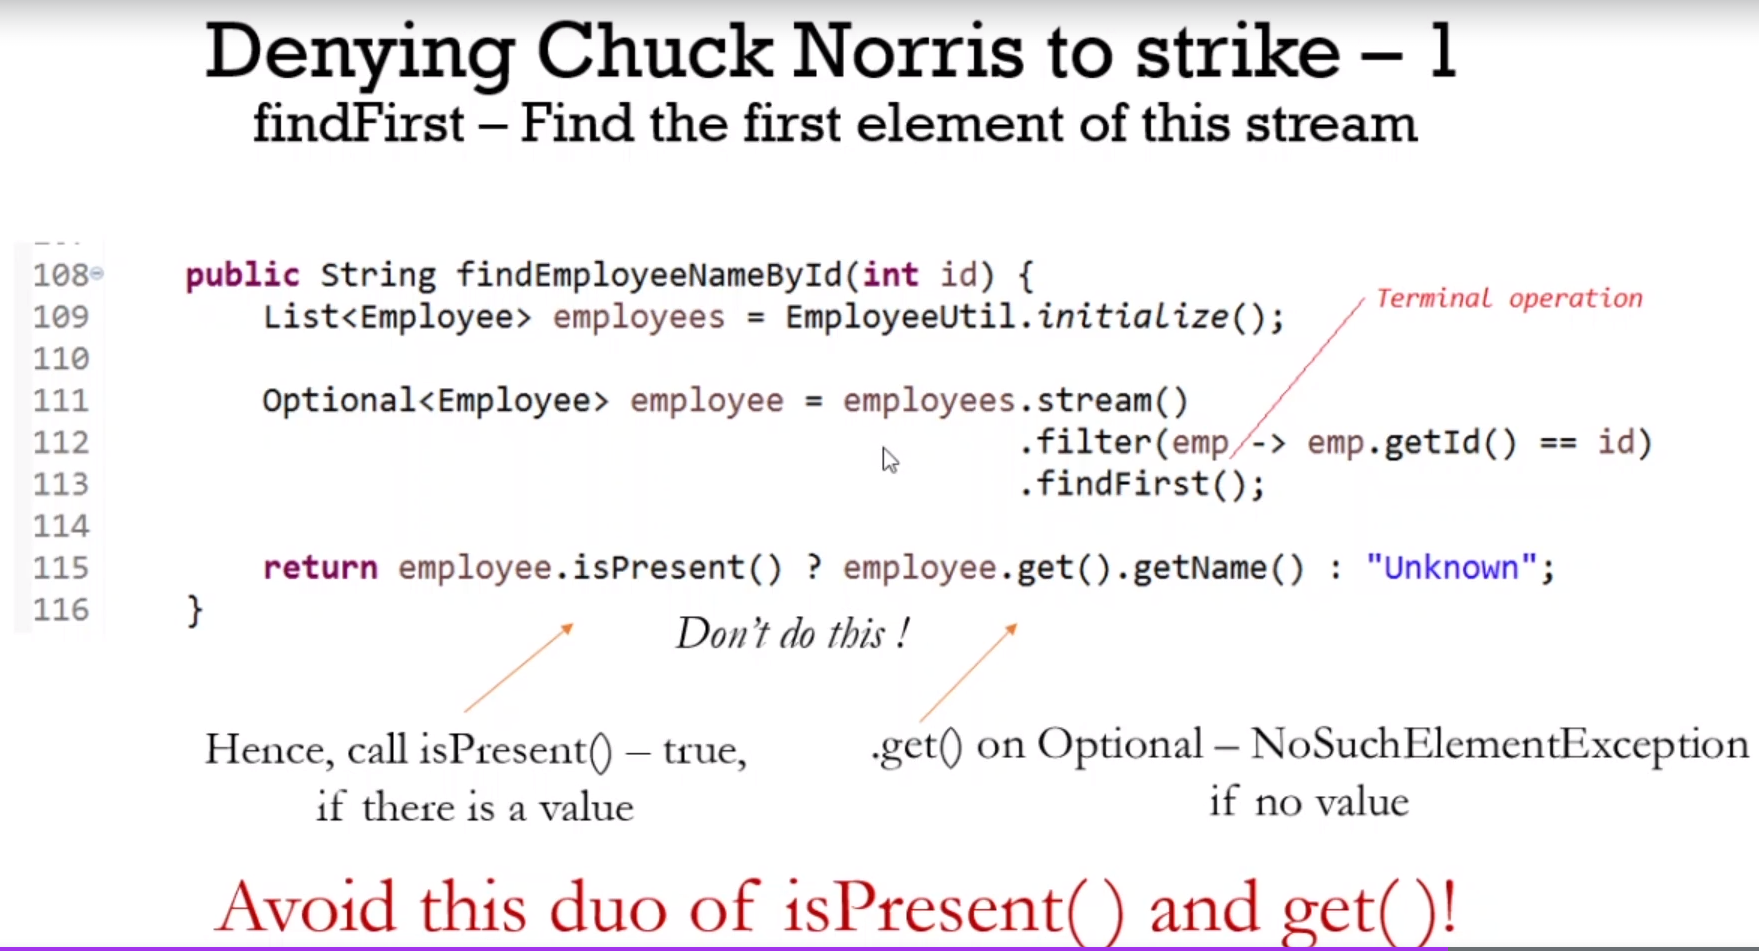 Denying Chuck Norris to strike – 1
findFirst – Find the first element of this stream
108 public String findEmployeeNameById(int id) {
Terminal operation
109 List<Employee> employees = EmployeeUtil.initialize();
110
111 Optional<Employee> employee = employees.stream()
112 .filter(emp -> emp.getId() == id)
113 .findFirst();
114
115 return employee.isPresent() ? employee.get().getName() : "Unknown";
116 }
Don't do this !
Hence, call isPresent() – true,
if there is a value
.get() on Optional – NoSuchElementException
if no value
Avoid this duo of isPresent( ) and get( )!